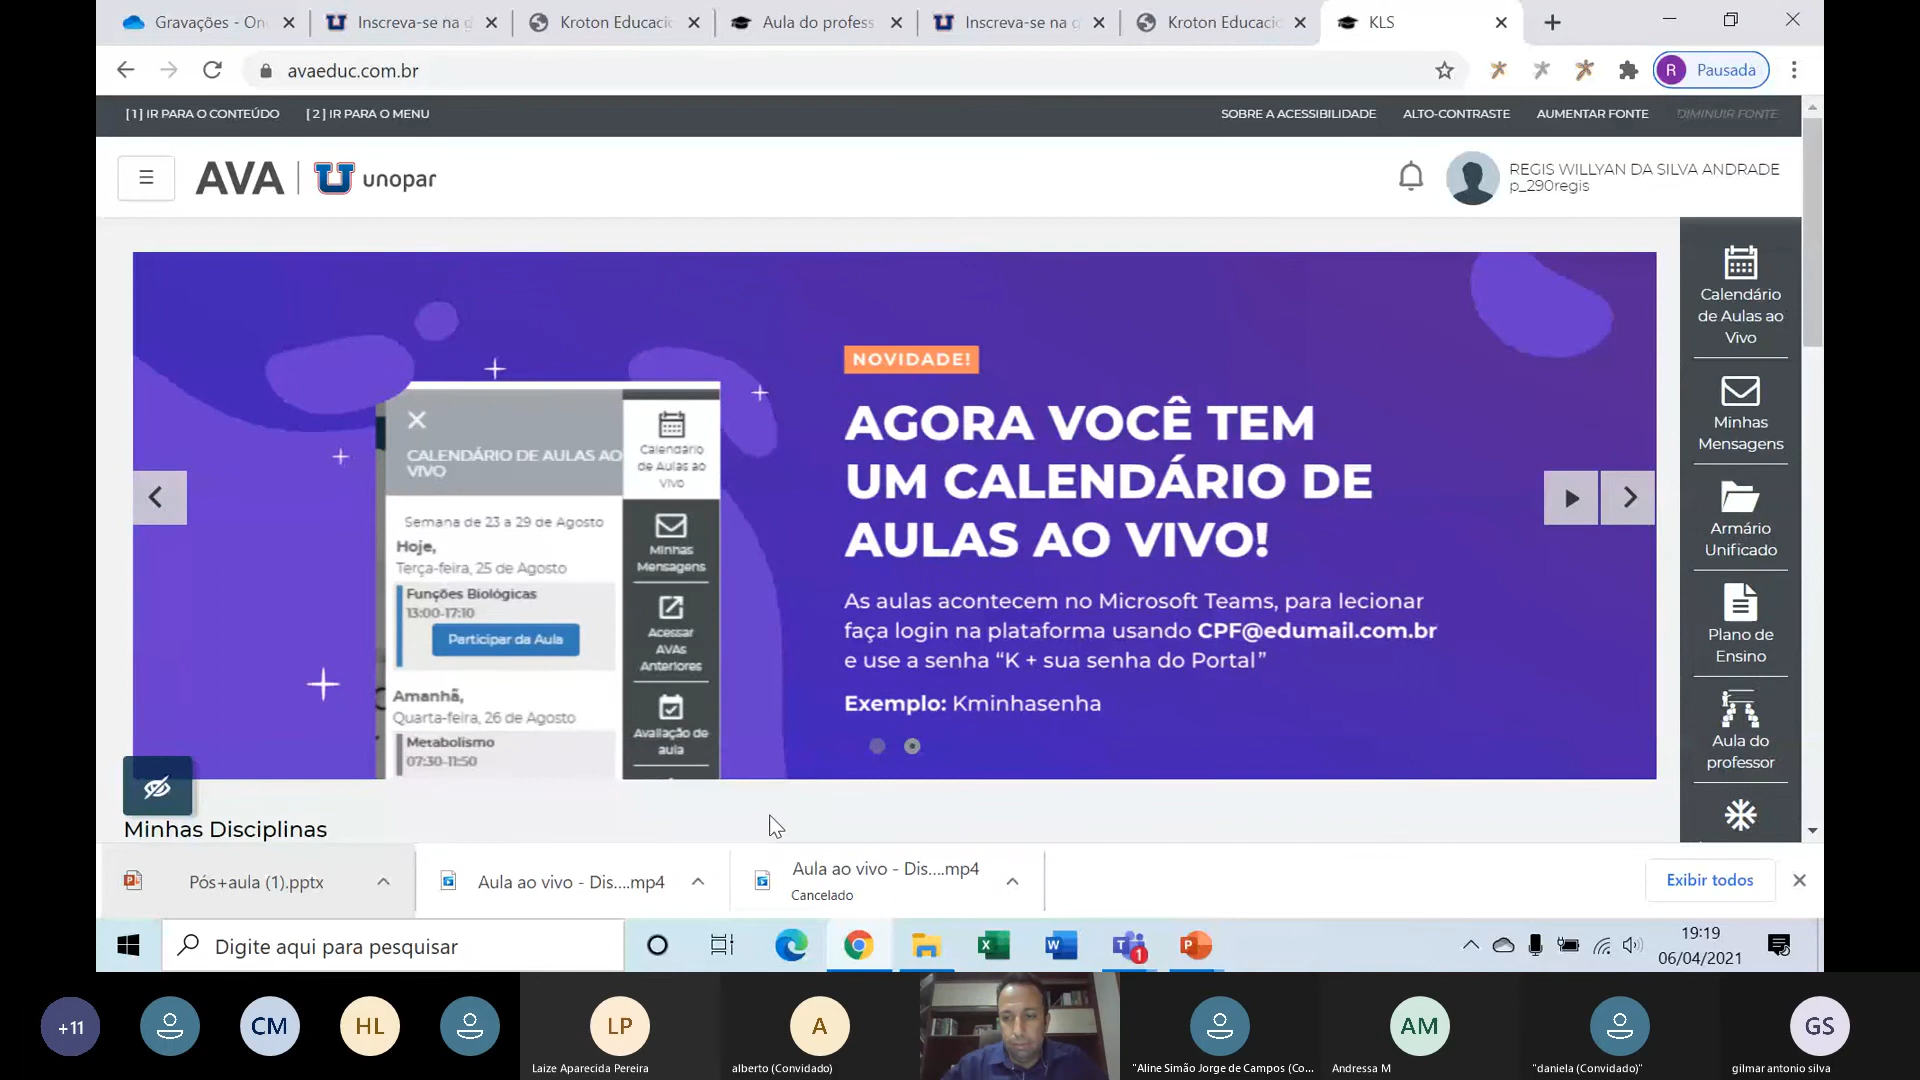 Gravações - On
Inscreva-se na g
Kroton Educacio
Aula do profess
Inscreva-se na g
Kroton Educacio
KLS
avaeduc.com.br
R
Pausada
[ 1 ] IR PARA O CONTEÚDO
[ 2 ] IR PARA O MENU
SOBRE A ACESSIBILIDADE
ALTO-CONTRASTE
AUMENTAR FONTE
DIMINUIR FONTE
AVA
unopar
REGIS WILLYAN DA SILVA ANDRADE
p_290regis
CALENDÁRIO DE AULAS AO
VIVO
Semana de 23 a 29 de Agosto
Hoje,
Terça-feira, 25 de Agosto
Funções Biológicas
13:00-17:10
Participar da Aula
Amanhã,
Quarta-feira, 26 de Agosto
Metabolismo
07:30-11:50
Calendário
de Aulas ao
Vivo
Minhas
Mensagens
Acessar
AVAs
Anteriores
Avaliação de
aula
NOVIDADE!
AGORA VOCÊ TEM
UM CALENDÁRIO DE
AULAS AO VIVO!
As aulas acontecem no Microsoft Teams, para lecionar
faça login na plataforma usando CPF@edumail.com.br
e use a senha “K + sua senha do Portal”
Exemplo: Kminhasenha
Calendário
de Aulas ao
Vivo
Minhas
Mensagens
Armário
Unificado
Plano de
Ensino
Aula do
professor
Minhas Disciplinas
Pós+aula (1).pptx
Aula ao vivo - Dis....mp4
Aula ao vivo - Dis....mp4
Cancelado
Exibir todos
Digite aqui para pesquisar
1
19:19
06/04/2021
+11
CM
HL
LP
Laize Aparecida Pereira
A
alberto (Convidado)
"Aline Simão Jorge de Campos (Co...
AM
Andressa M
"daniela (Convidado)"
GS
gilmar antonio silva